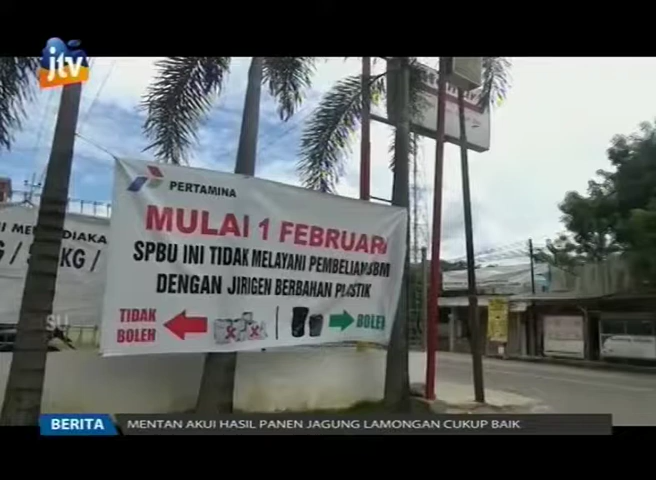 jtv
PERTAMINA
MULAI 1 FEBRUARI
SPBU INI TIDAK MELAYANI PEMBELIAN BBM
DENGAN JIRIGEN BERBAHAN PLASTIK
TIDAK
BOLEH
BOLEH
MENERIMA
BERITA
MENTAN AKUI HASIL PANEN JAGUNG LAMONGAN CUKUP BAIK